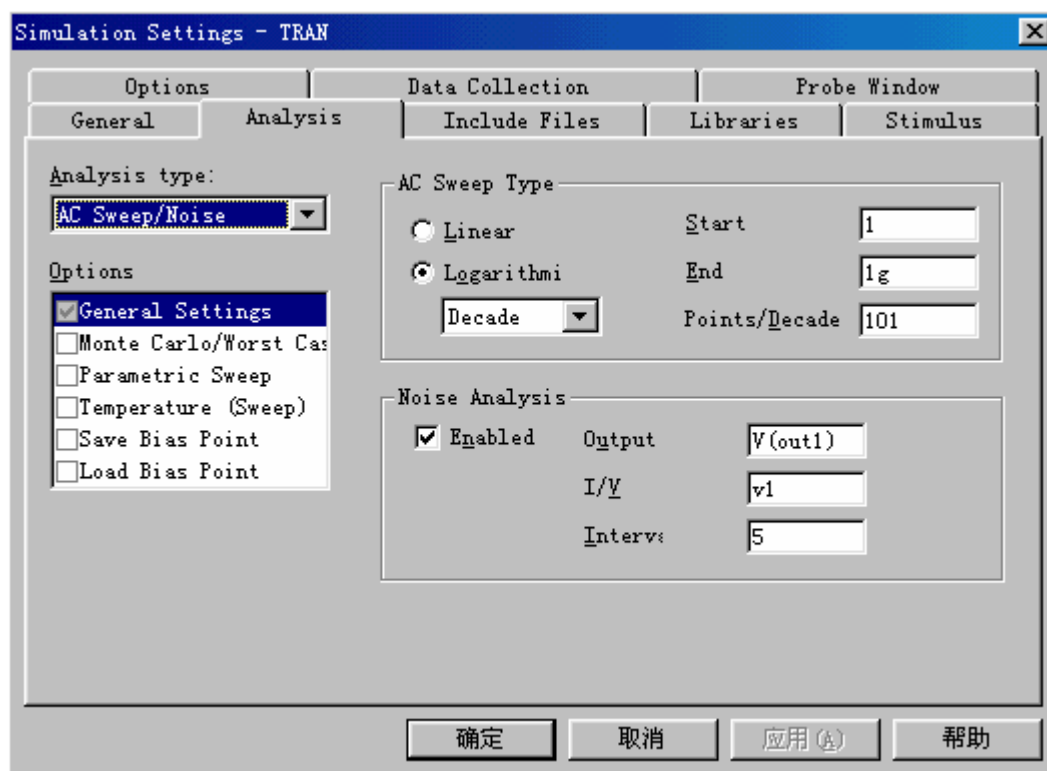 Simulation Settings - TRAN
Options Data Collection Probe Window
General Analysis Include Files Libraries Stimulus
Analysis type:
AC Sweep/Noise
Options
General Settings
Monte Carlo/Worst Cas
Parametric Sweep
Temperature (Sweep)
Save Bias Point
Load Bias Point
AC Sweep Type
Linear
Logarithmi
Decade
Start 1
End 1g
Points/Decade 101
Noise Analysis
Enabled
Output V(out1)
I/V v1
Interva 5
确定 取消 应用(A) 帮助